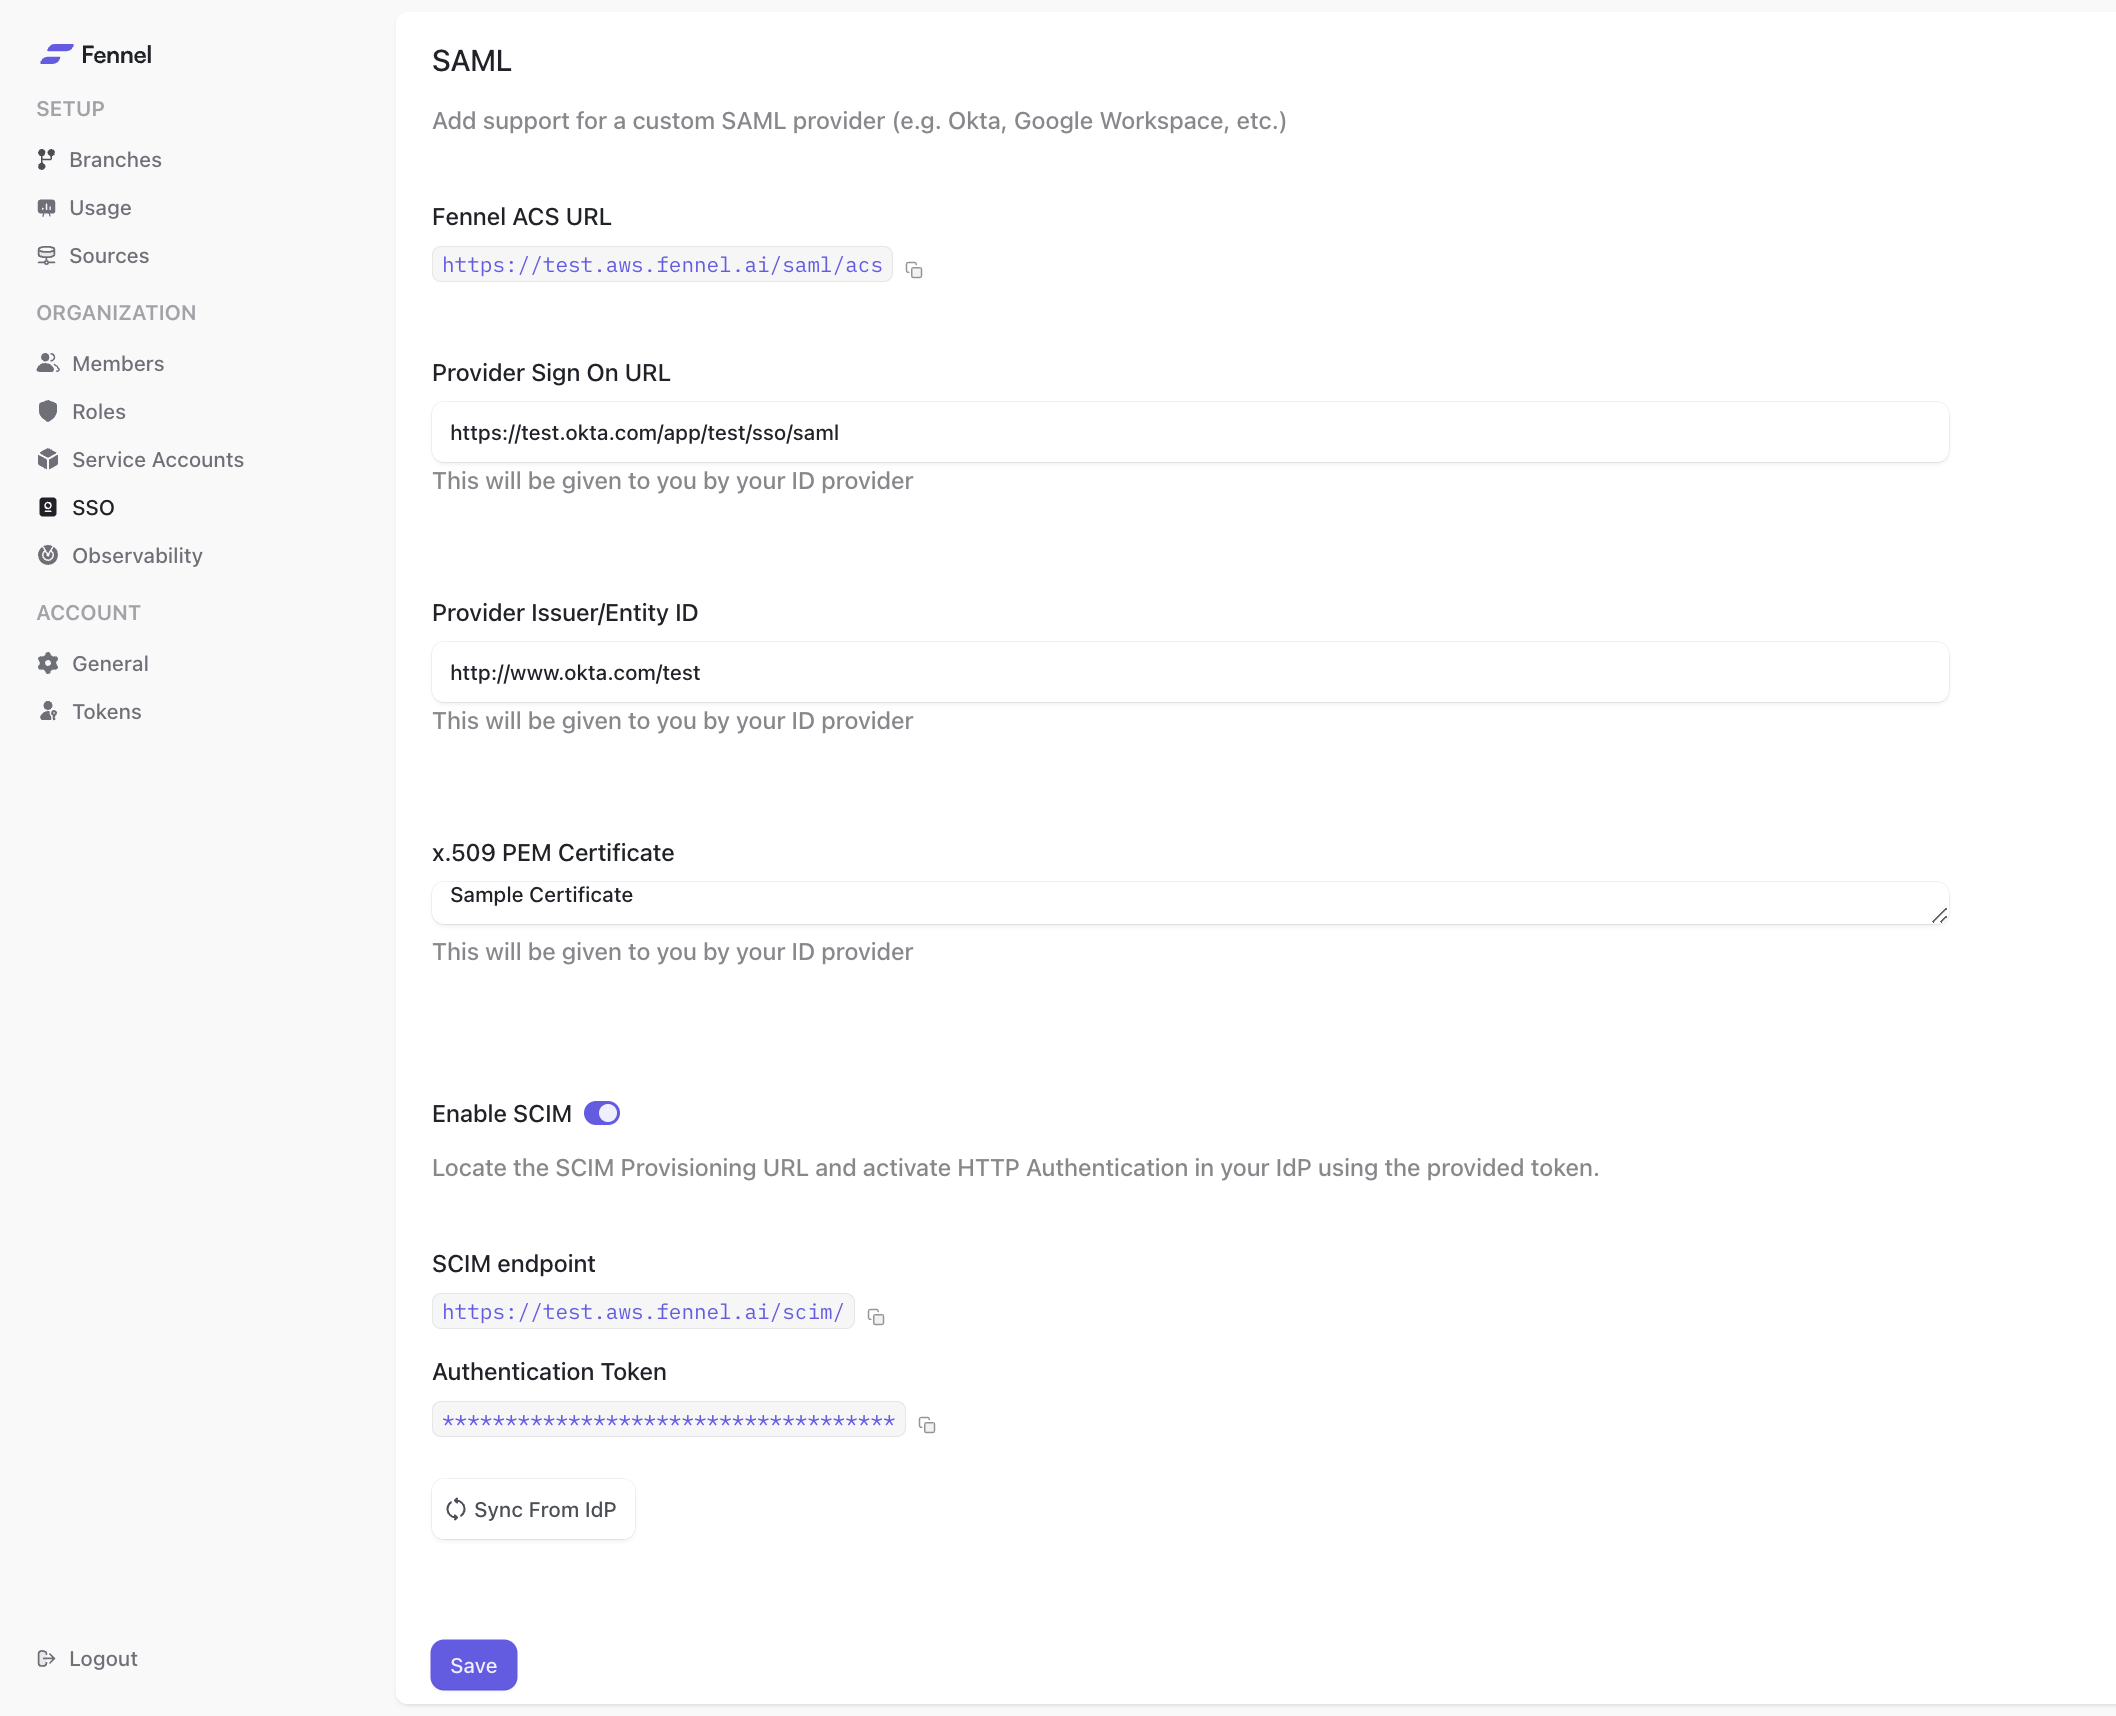 Fennel
SETUP
Branches
Usage
Sources
ORGANIZATION
Members
Roles
Service Accounts
SSO
Observability
ACCOUNT
General
Tokens
Logout
SAML
Add support for a custom SAML provider (e.g. Okta, Google Workspace, etc.)
Fennel ACS URL
https://test.aws.fennel.ai/saml/acs
Provider Sign On URL
https://test.okta.com/app/test/sso/saml
This will be given to you by your ID provider
Provider Issuer/Entity ID
http://www.okta.com/test
This will be given to you by your ID provider
x.509 PEM Certificate
Sample Certificate
This will be given to you by your ID provider
Enable SCIM
Locate the SCIM Provisioning URL and activate HTTP Authentication in your IdP using the provided token.
SCIM endpoint
https://test.aws.fennel.ai/scim/
Authentication Token
************************************
Sync From IdP
Save